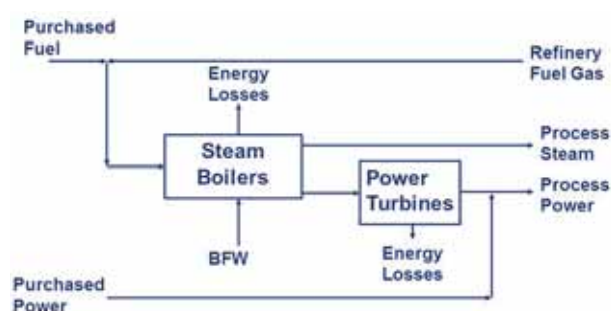 Purchased
Fuel
Refinery
Fuel Gas
Energy
Losses
Process
Steam
Steam
Boilers
Power
Turbines
Process
Power
BFW
Energy
Losses
Purchased
Power